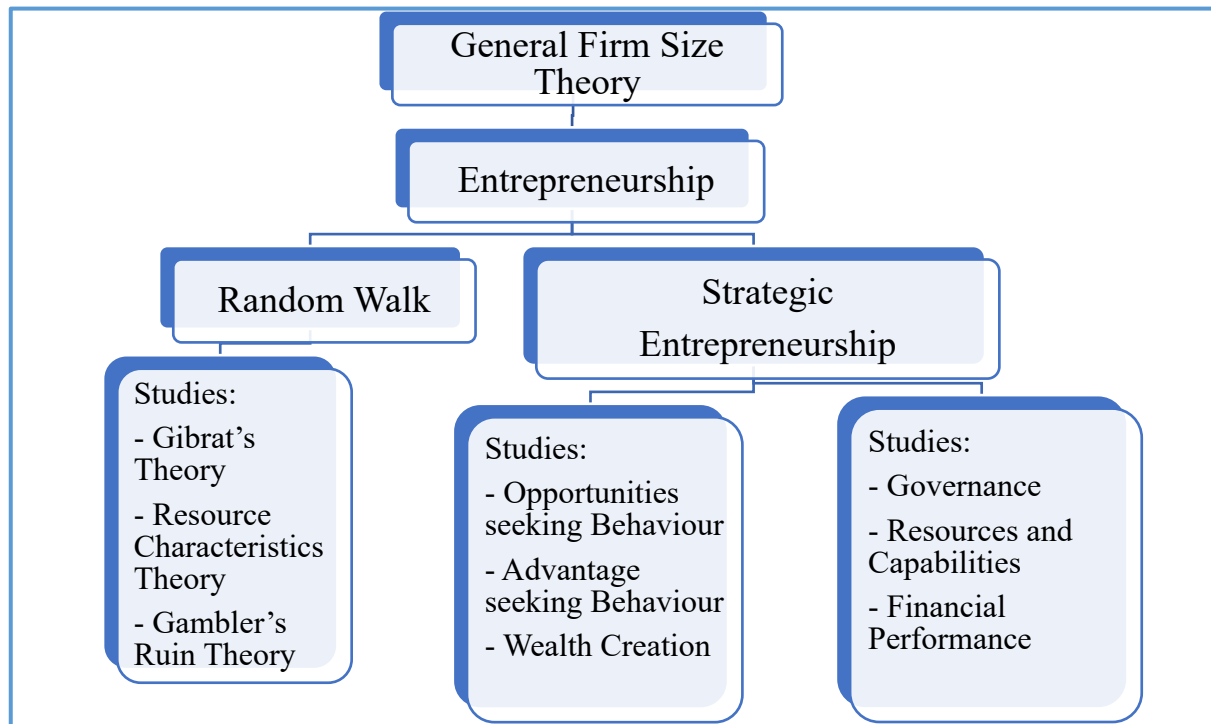 General Firm Size
Theory
Entrepreneurship
Random Walk
Strategic
Entrepreneurship
Studies:
- Gibrat’s
Theory
- Resource
Characteristics
Theory
- Gambler’s
Ruin Theory
Studies:
- Opportunities
seeking Behaviour
- Advantage
seeking Behaviour
- Wealth Creation
Studies:
- Governance
- Resources and
Capabilities
- Financial
Performance